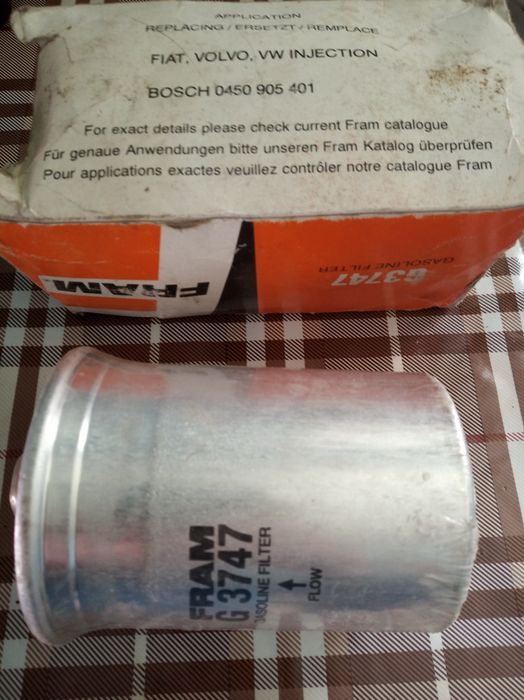 APPLICATION
REPLACING / ERSETZT / REMPLACE
FIAT, VOLVO, VW INJECTION
BOSCH 0450 905 401
For exact details please check current Fram catalogue
Für genaue Anwendungen bitte unseren Fram Katalog überprüfen
Pour applications exactes veuillez contrôler notre catalogue Fram
G3747
GASOLINE FILTER
FRAM
FRAM
G 3747
GASOLINE FILTER
FLOW